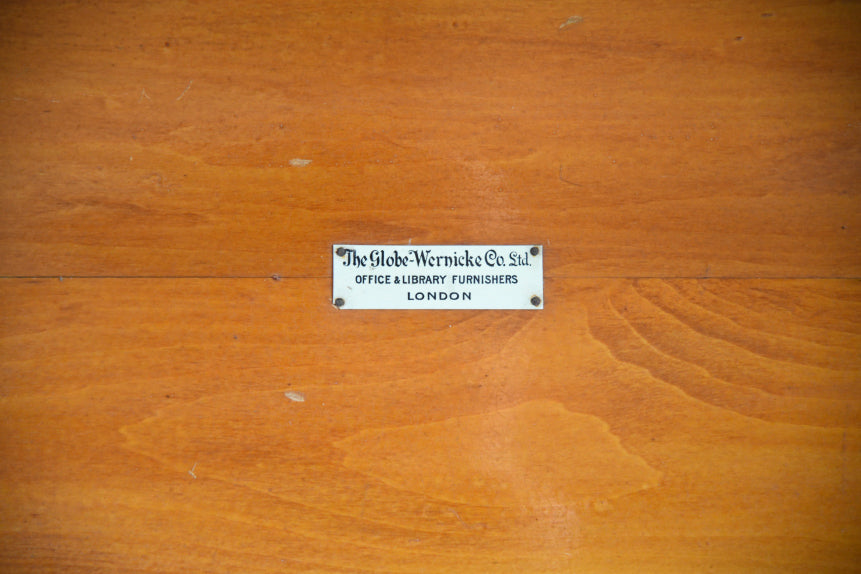 The Globe-Wernicke Co. Ltd.
OFFICE & LIBRARY FURNISHERS
LONDON